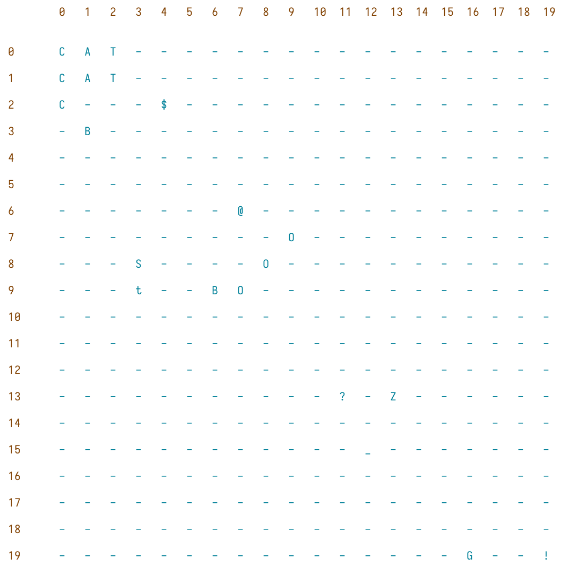 0 1 2 3 4 5 6 7 8 9 10 11 12 13 14 15 16 17 18 19
0 C A T - - - - - - - - - - - - - - - - -
1 C A T - - - - - - - - - - - - - - - - -
2 C - - - $ - - - - - - - - - - - - - - -
3 - B - - - - - - - - - - - - - - - - - -
4 - - - - - - - - - - - - - - - - - - - -
5 - - - - - - - - - - - - - - - - - - - -
6 - - - - - - - @ - - - - - - - - - - - -
7 - - - - - - - - - O - - - - - - - - - -
8 - - - S - - - - O - - - - - - - - - - -
9 - - - t - - B O - - - - - - - - - - - -
10 - - - - - - - - - - - - - - - - - - - -
11 - - - - - - - - - - - - - - - - - - - -
12 - - - - - - - - - - - - - - - - - - - -
13 - - - - - - - - - - - ? - Z - - - - - -
14 - - - - - - - - - - - - - - - - - - - -
15 - - - - - - - - - - - - _ - - - - - - -
16 - - - - - - - - - - - - - - - - - - - -
17 - - - - - - - - - - - - - - - - - - - -
18 - - - - - - - - - - - - - - - - - - - -
19 - - - - - - - - - - - - - - - - G - - !